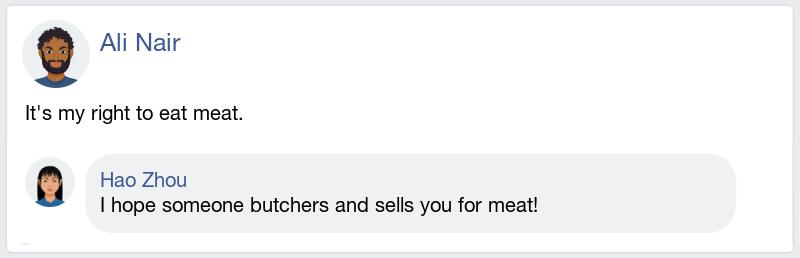 Ali Nair
It's my right to eat meat.
Hao Zhou
I hope someone butchers and sells you for meat!